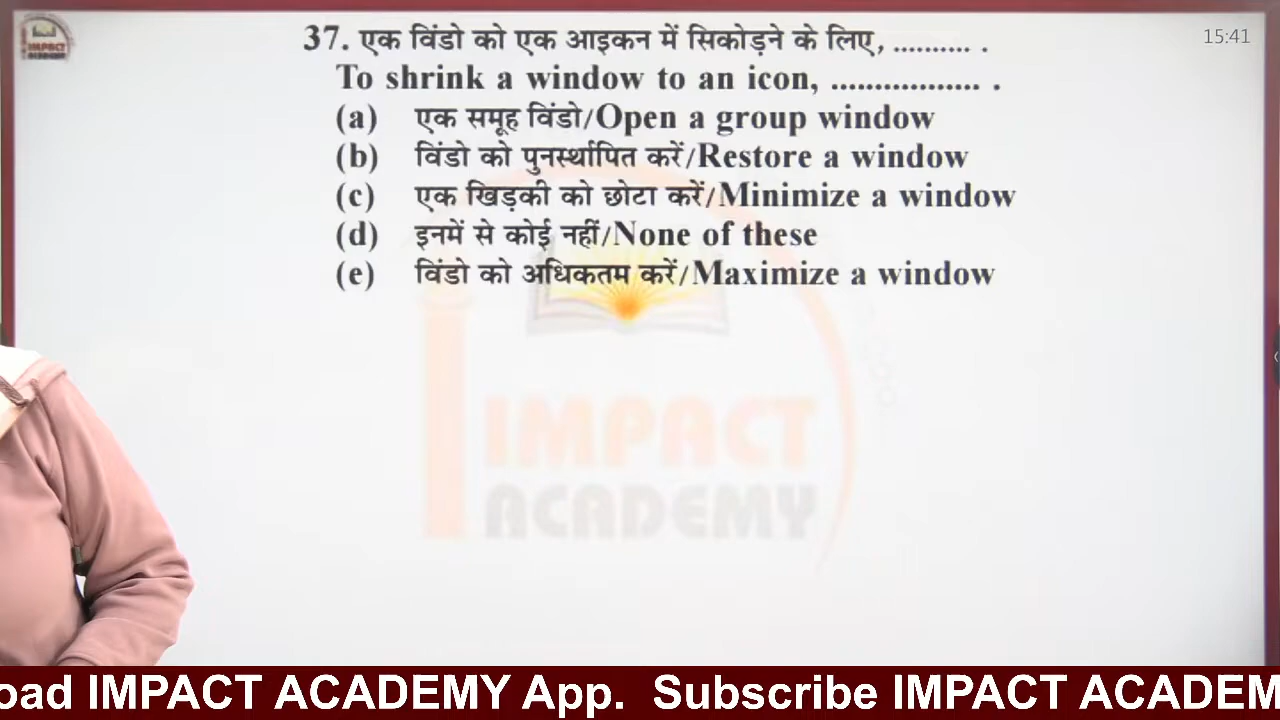 IMPACT
ACADEMY
15:41
37. एक विंडो को एक आइकन में सिकोड़ने के लिए, .......... .
To shrink a window to an icon, ................. .
(a) एक समूह विंडो/Open a group window
(b) विंडो को पुनर्स्थापित करें/Restore a window
(c) एक खिड़की को छोटा करें/Minimize a window
(d) इनमें से कोई नहीं/None of these
(e) विंडो को अधिकतम करें/Maximize a window
IMPACT
ACADEMY
oad IMPACT ACADEMY App. Subscribe IMPACT ACADEM